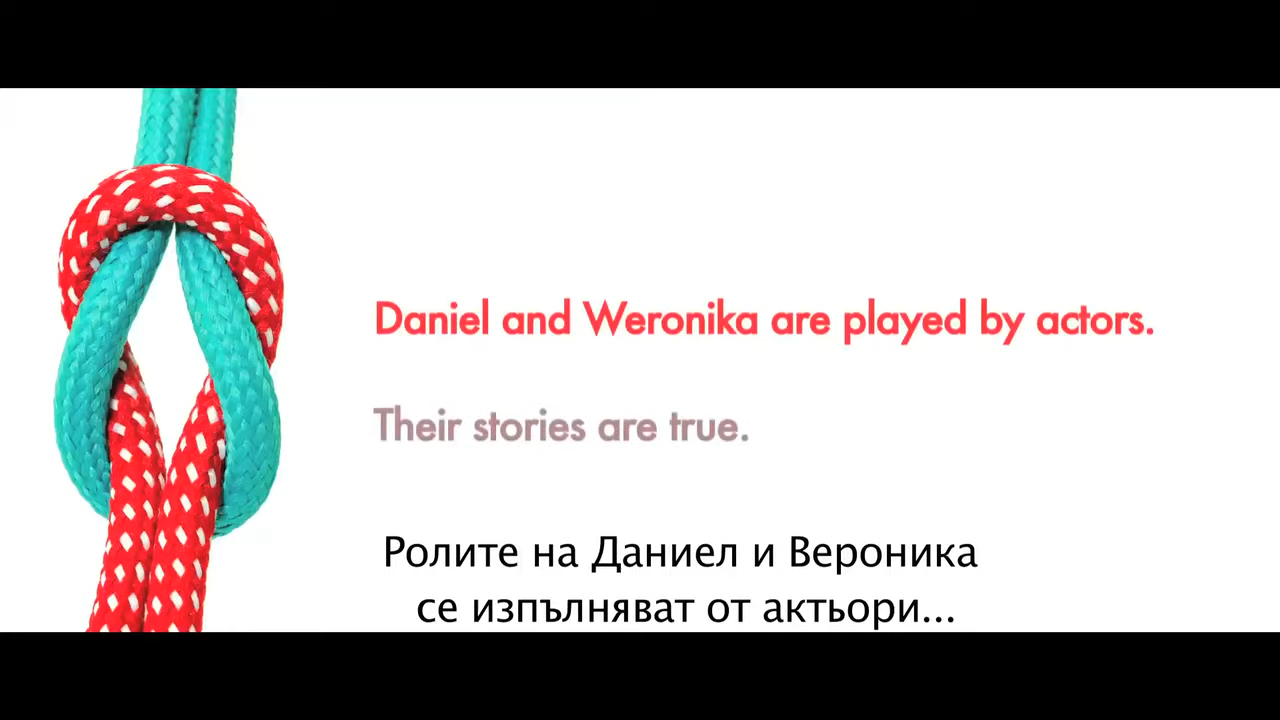 Daniel and Weronika are played by actors.
Their stories are true.
Ролите на Даниел и Вероника
се изпълняват от актьори...